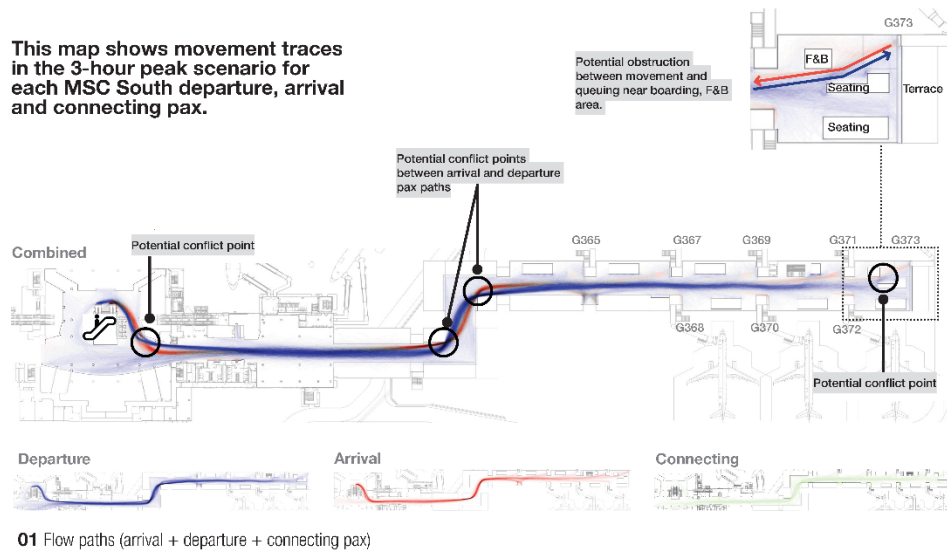 This map shows movement traces
in the 3-hour peak scenario for
each MSC South departure, arrival
and connecting pax.
Potential obstruction
between movement and
queuing near boarding, F&B
area.
G373
F&B
Seating
Terrace
Seating
Potential conflict points
between arrival and departure
pax paths
Combined
Potential conflict point
G365
G367
G369
G371
G373
G368
G370
G372
Potential conflict point
Departure
Arrival
Connecting
01 Flow paths (arrival + departure + connecting pax)